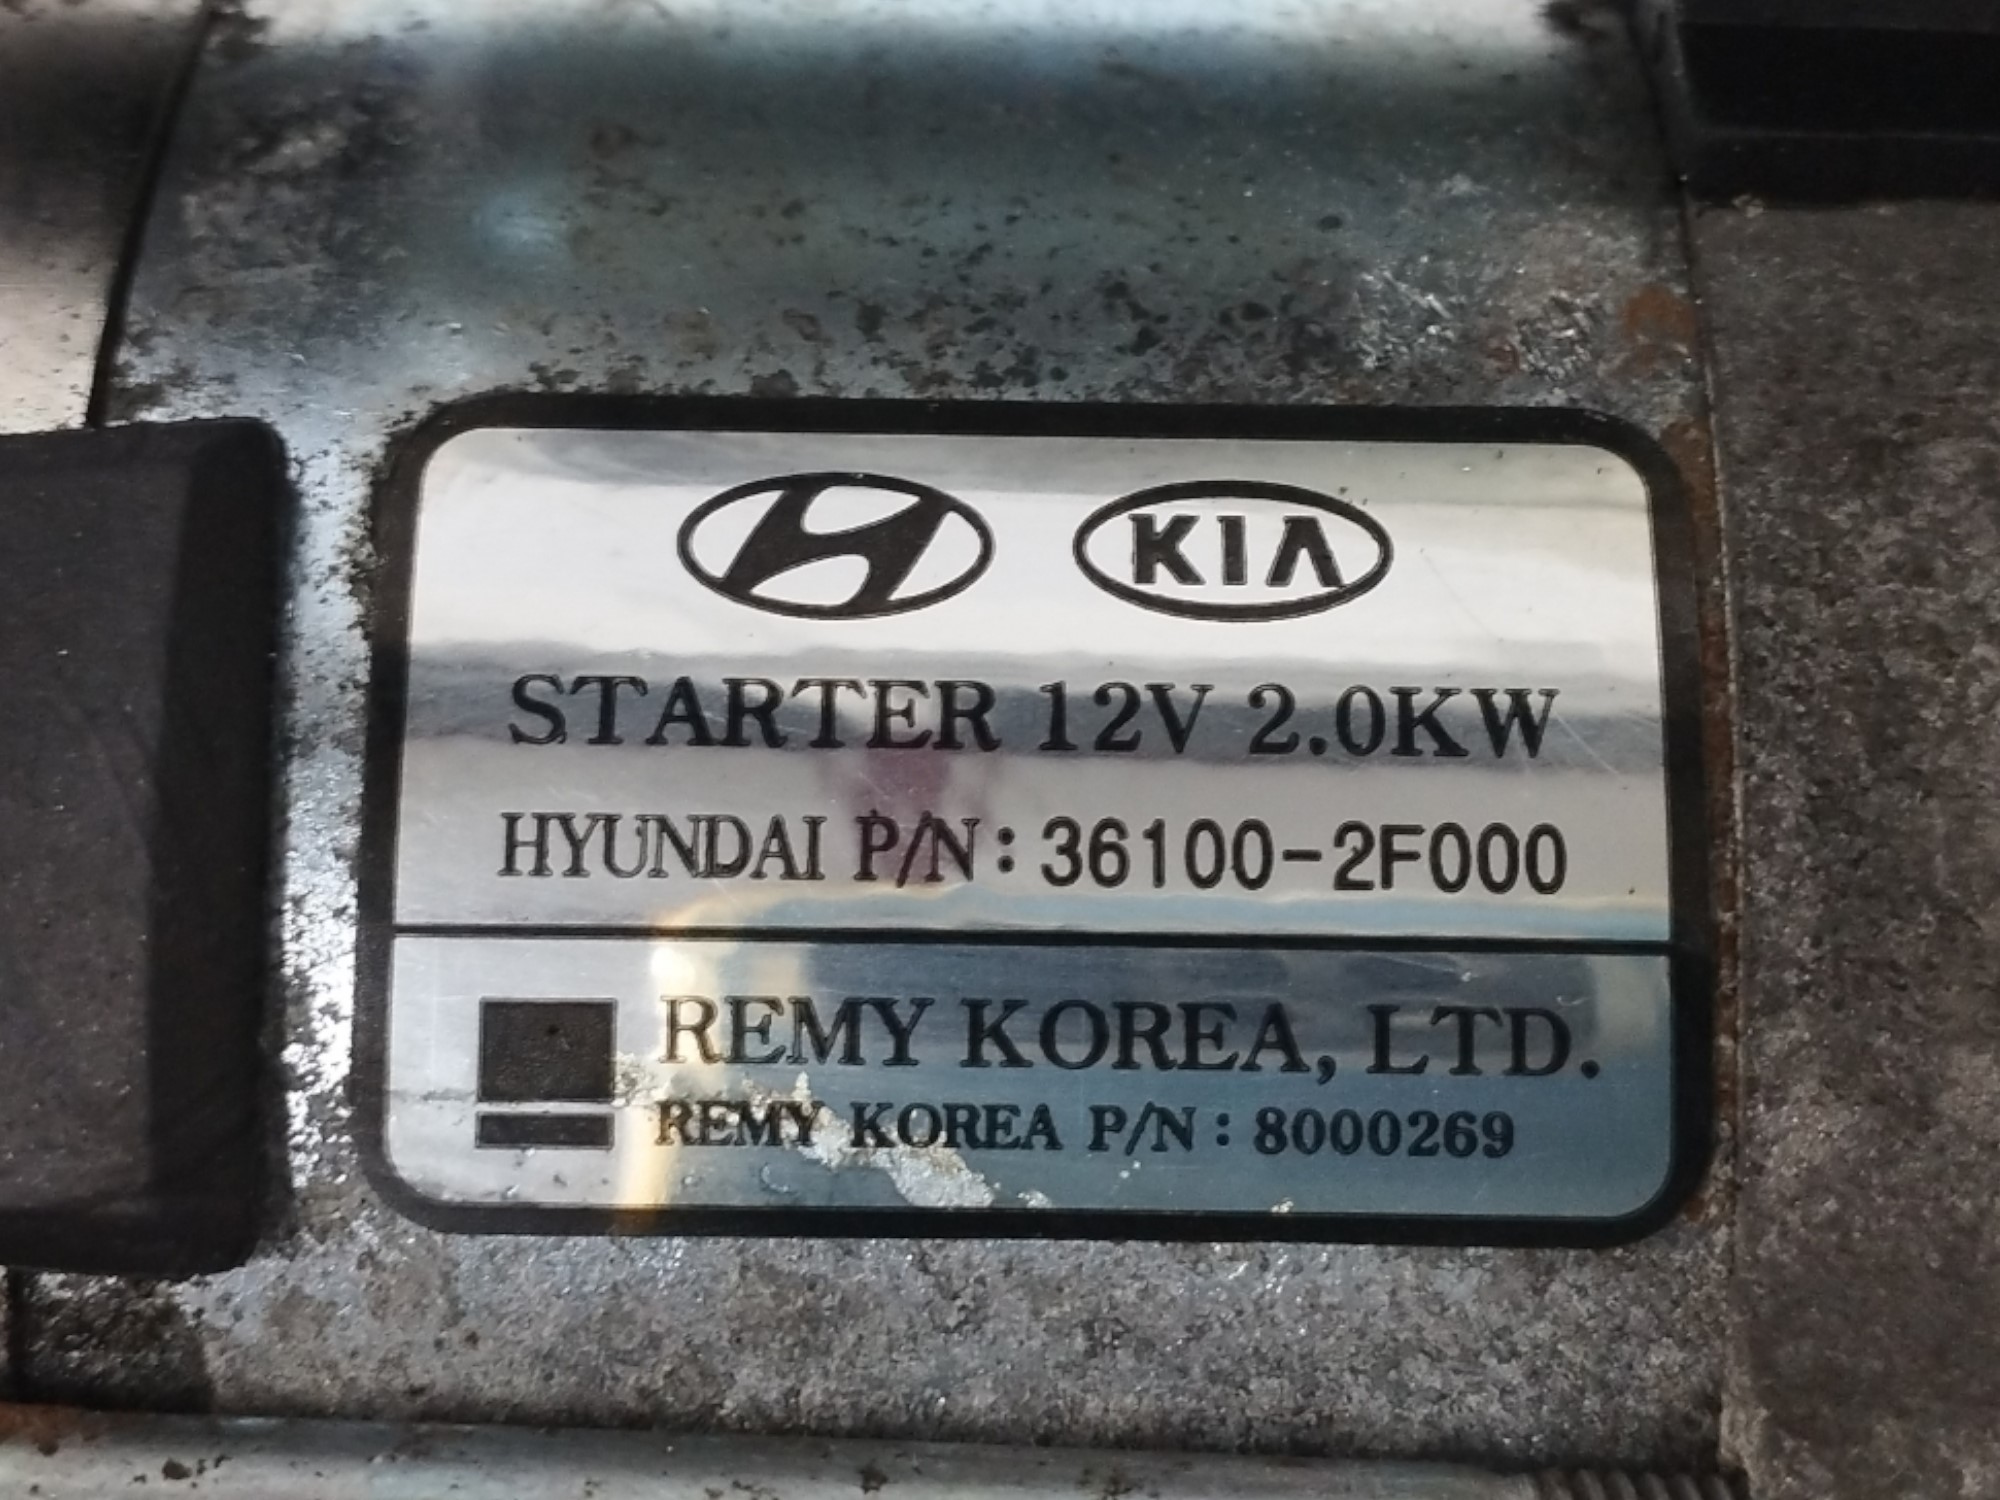 KIA
STARTER 12V 2.0KW
HYUNDAI P/N : 36100-2F000
REMY KOREA, LTD.
REMY KOREA P/N : 8000269